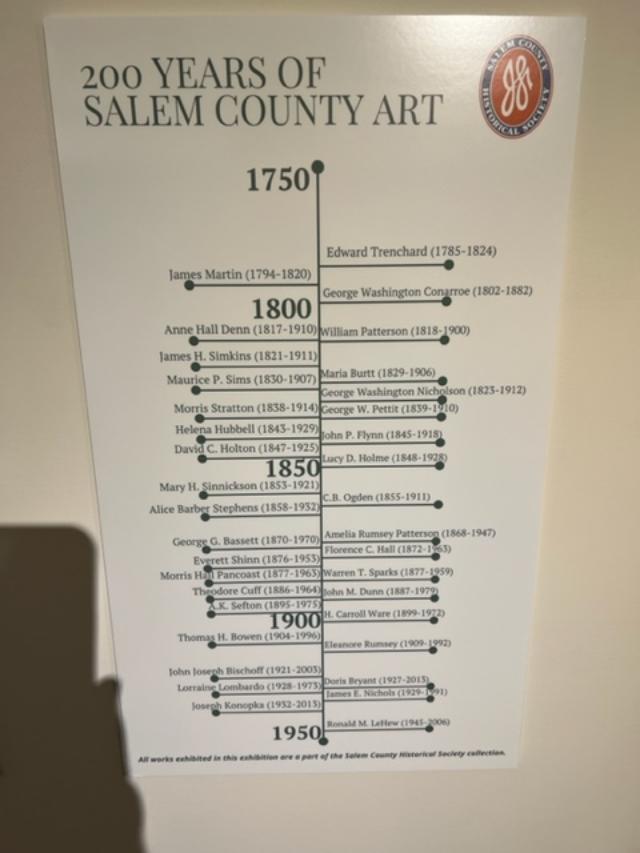 200 YEARS OF
SALEM COUNTY ART
SALEM COUNTY
HISTORICAL SOCIETY
1750
Edward Trenchard (1785-1824)
James Martin (1794-1820)
George Washington Conarroe (1802-1882)
1800
Anne Hall Denn (1817-1910)
William Patterson (1818-1900)
James H. Simkins (1821-1911)
Maria Burtt (1829-1906)
Maurice P. Sims (1830-1907)
George Washington Nicholson (1823-1912)
Morris Stratton (1838-1914)
George W. Pettit (1839-1910)
Helena Hubbell (1843-1929)
John P. Flynn (1845-1918)
David C. Holton (1847-1925)
Lucy D. Holme (1848-1928)
1850
Mary H. Sinnickson (1853-1921)
C.B. Ogden (1855-1911)
Alice Barber Stephens (1858-1932)
Amelia Rumsey Patterson (1868-1947)
George G. Bassett (1870-1970)
Florence C. Hall (1872-1963)
Everett Shinn (1876-1953)
Morris Hall Pancoast (1877-1963)
Warren T. Sparks (1877-1959)
Theodore Cuff (1886-1964)
John M. Dunn (1887-1979)
A.K. Sefton (1895-1975)
H. Carroll Ware (1899-1972)
1900
Thomas H. Bowen (1904-1996)
Eleanore Rumsey (1909-1992)
John Joseph Bischoff (1921-2003)
Doris Bryant (1927-2013)
Lorraine Lombardo (1928-1973)
James E. Nichols (1929-1991)
Joseph Konopka (1932-2013)
Ronald M. LeHew (1945-2006)
1950
All works exhibited in this exhibition are a part of the Salem County Historical Society collection.